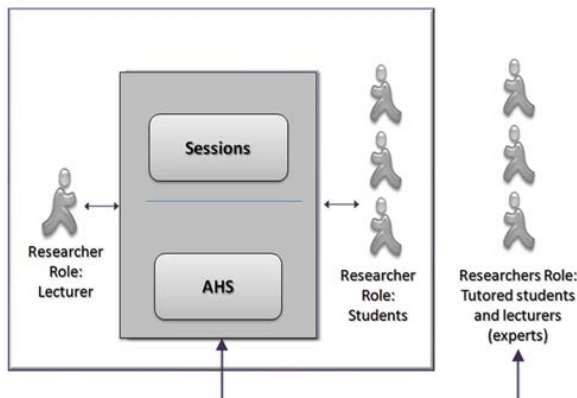 Sessions
AHS
Researcher
Role:
Lecturer
Researcher
Role:
Students
Researchers Role:
Tutored students
and lecturers
(experts)